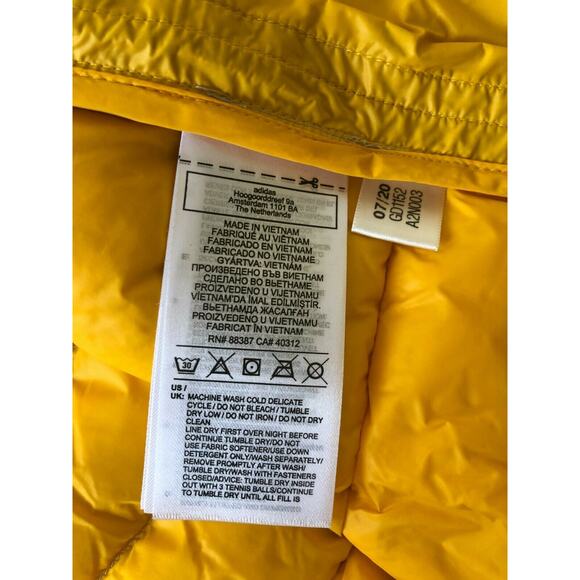 adidas
Hoogoorddreef 9a
Amsterdam 1101 BA
The Netherlands
MADE IN VIETNAM
FABRIQUÉ AU VIÊTNAM
FABRICADO EN VIETNAM
FABRICADO NO VIETNAM
GYÁRTVA: VIETNÁM
ПРОИЗВЕДЕНО ВЪВ ВИЕТНАМ
СДЕЛАНО ВО ВЬЕТНАМЕ
PROIZVEDENO U VIJETNAMU
VIETNAM'DA İMAL EDİLMİŞTİR.
ВЬЕТНАМДА ЖАСАЛҒАН
PROIZVEDENO U VIJETNAMU
FABRICAT ÎN VIETNAM
RN# 88387 CA# 40312
30
US /
UK: MACHINE WASH COLD DELICATE
CYCLE / DO NOT BLEACH / TUMBLE
DRY LOW / DO NOT IRON / DO NOT DRY
CLEAN
LINE DRY FIRST OVER NIGHT BEFORE
CONTINUE TUMBLE DRY/DO NOT
USE FABRIC SOFTENER/USE DOWN
DETERGENT ONLY/WASH SEPARATELY/
REMOVE PROMPTLY AFTER WASH/
TUMBLE DRY/WASH WITH FASTENERS
CLOSED/ADVICE: TUMBLE DRY INSIDE
OUT WITH 3 TENNIS BALLS/CONTINUE
TO TUMBLE DRY UNTIL ALL FILL IS
07/20
GD1152
A2N003